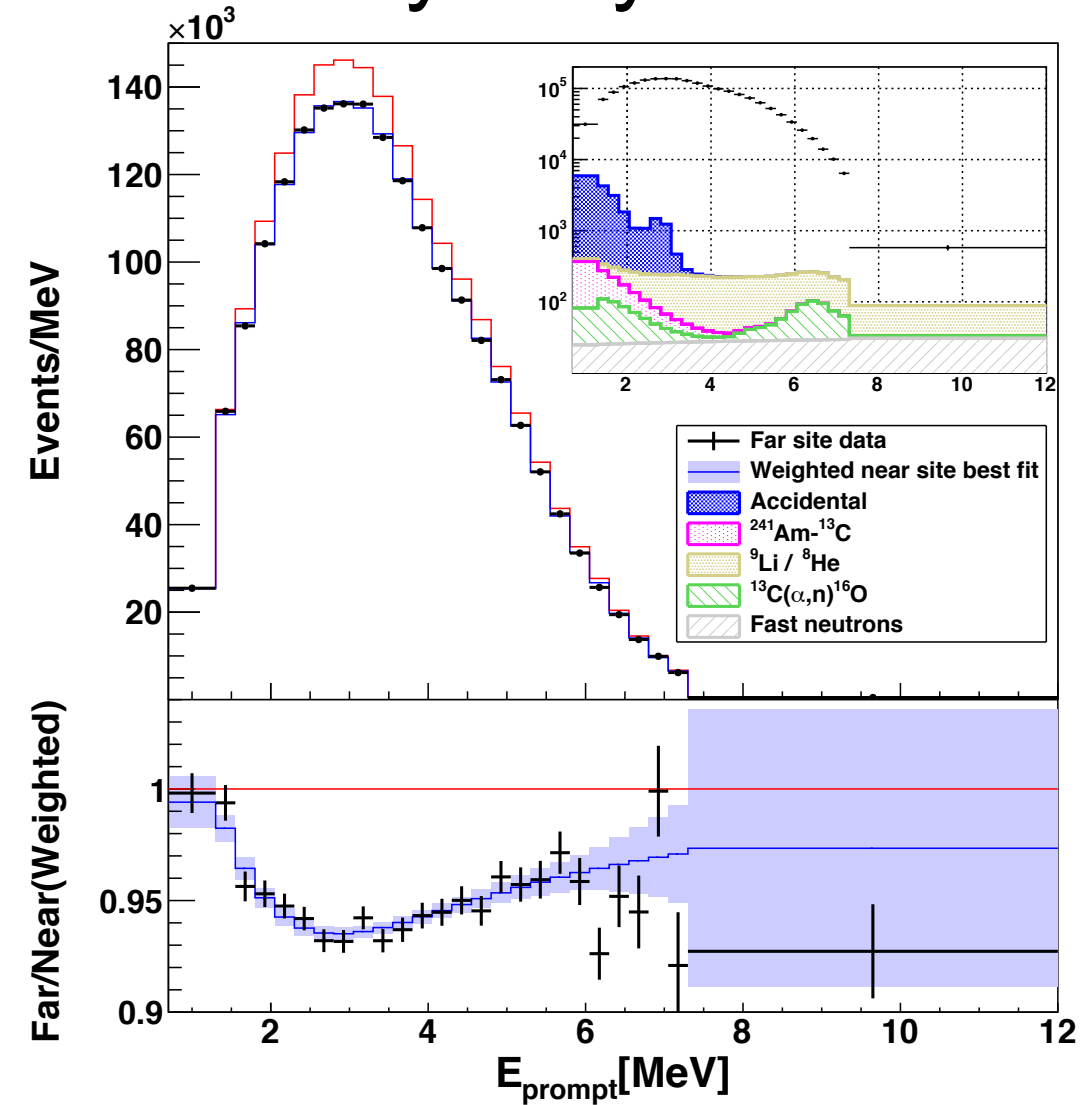 ×10³
140
120
100
80
60
40
20
Events/MeV
10⁵
10⁴
10³
10²
2 4 6 8 10 12
Far site data
Weighted near site best fit
Accidental
²⁴¹Am-¹³C
⁹Li / ⁸He
¹³C(α,n)¹⁶O
Fast neutrons
Far/Near(Weighted)
1
0.95
0.9
2 4 6 8 10 12
E_prompt[MeV]